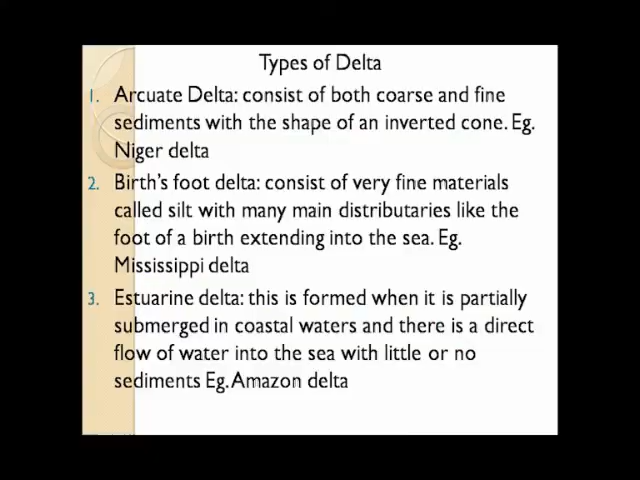 Types of Delta
1. Arcuate Delta: consist of both coarse and fine
sediments with the shape of an inverted cone. Eg.
Niger delta
2. Birth's foot delta: consist of very fine materials
called silt with many main distributaries like the
foot of a birth extending into the sea. Eg.
Mississippi delta
3. Estuarine delta: this is formed when it is partially
submerged in coastal waters and there is a direct
flow of water into the sea with little or no
sediments Eg. Amazon delta